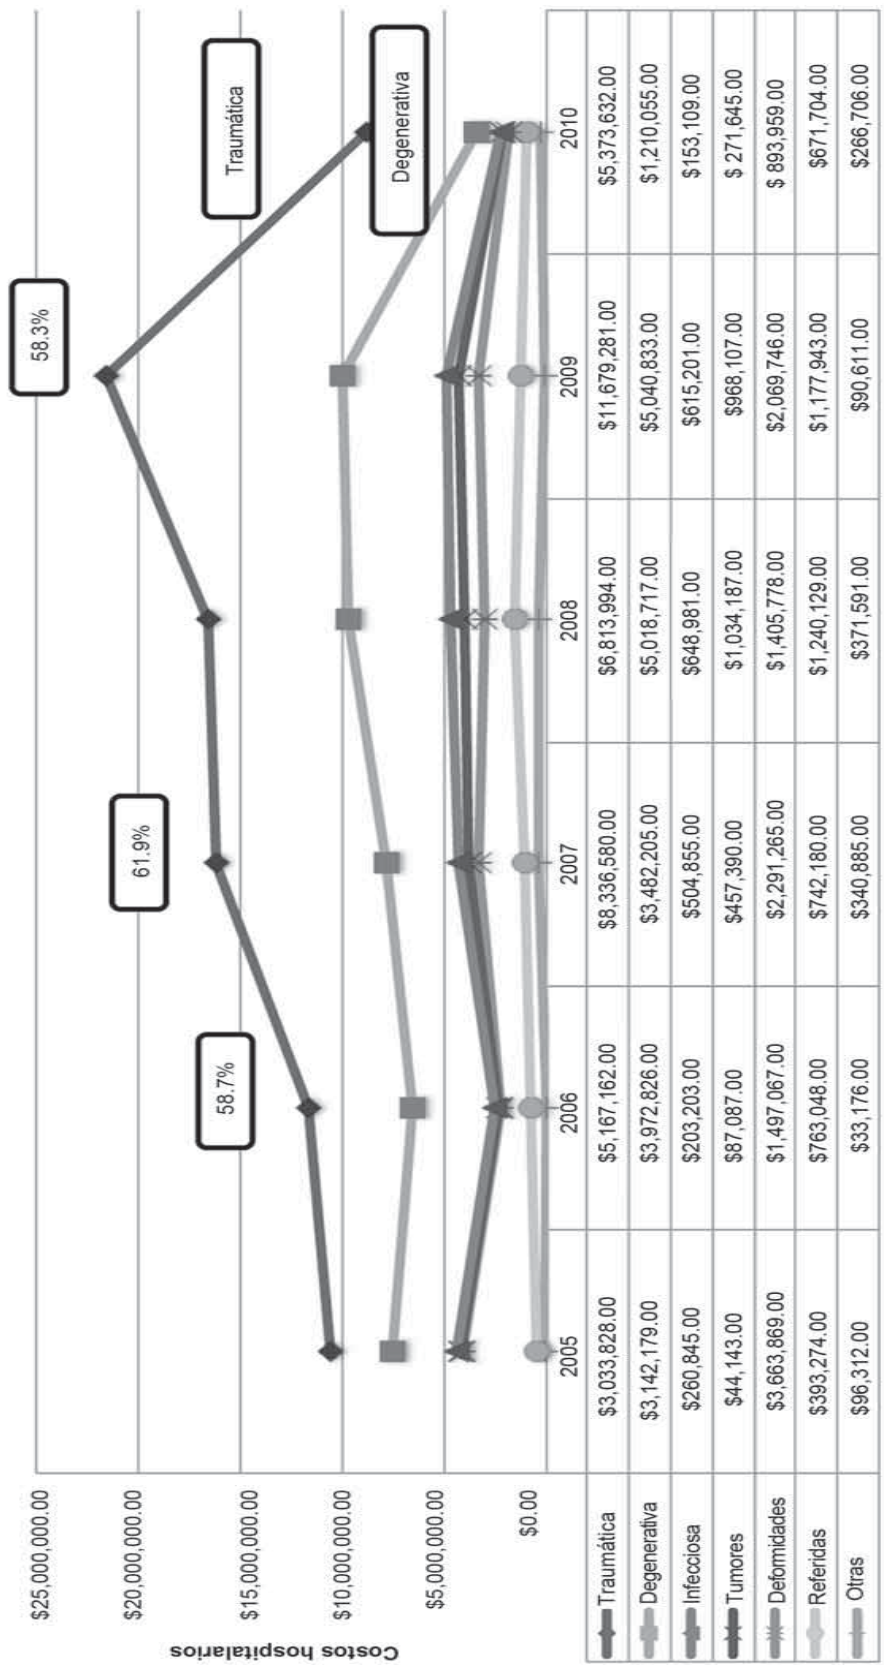 Costos hospitalarios
$25,000,000.00
$20,000,000.00
$15,000,000.00
$10,000,000.00
$5,000,000.00
$0.00
58.7%
61.9%
58.3%
Traumática
Degenerativa
2005 2006 2007 2008 2009 2010
Traumática $3,033,828.00 $5,167,162.00 $8,336,580.00 $6,813,994.00 $11,679,281.00 $5,373,632.00
Degenerativa $3,142,179.00 $3,972,826.00 $3,482,205.00 $5,018,717.00 $5,040,833.00 $1,210,055.00
Infecciosa $260,845.00 $203,203.00 $504,855.00 $648,981.00 $615,201.00 $153,109.00
Tumores $44,143.00 $87,087.00 $457,390.00 $1,034,187.00 $968,107.00 $ 271,645.00
Deformidades $3,663,869.00 $1,497,067.00 $2,291,265.00 $1,405,778.00 $2,069,746.00 $ 893,959.00
Referidas $393,274.00 $763,048.00 $742,180.00 $1,240,129.00 $1,177,943.00 $671,704.00
Otras $96,312.00 $33,176.00 $340,885.00 $371,591.00 $90,611.00 $266,706.00